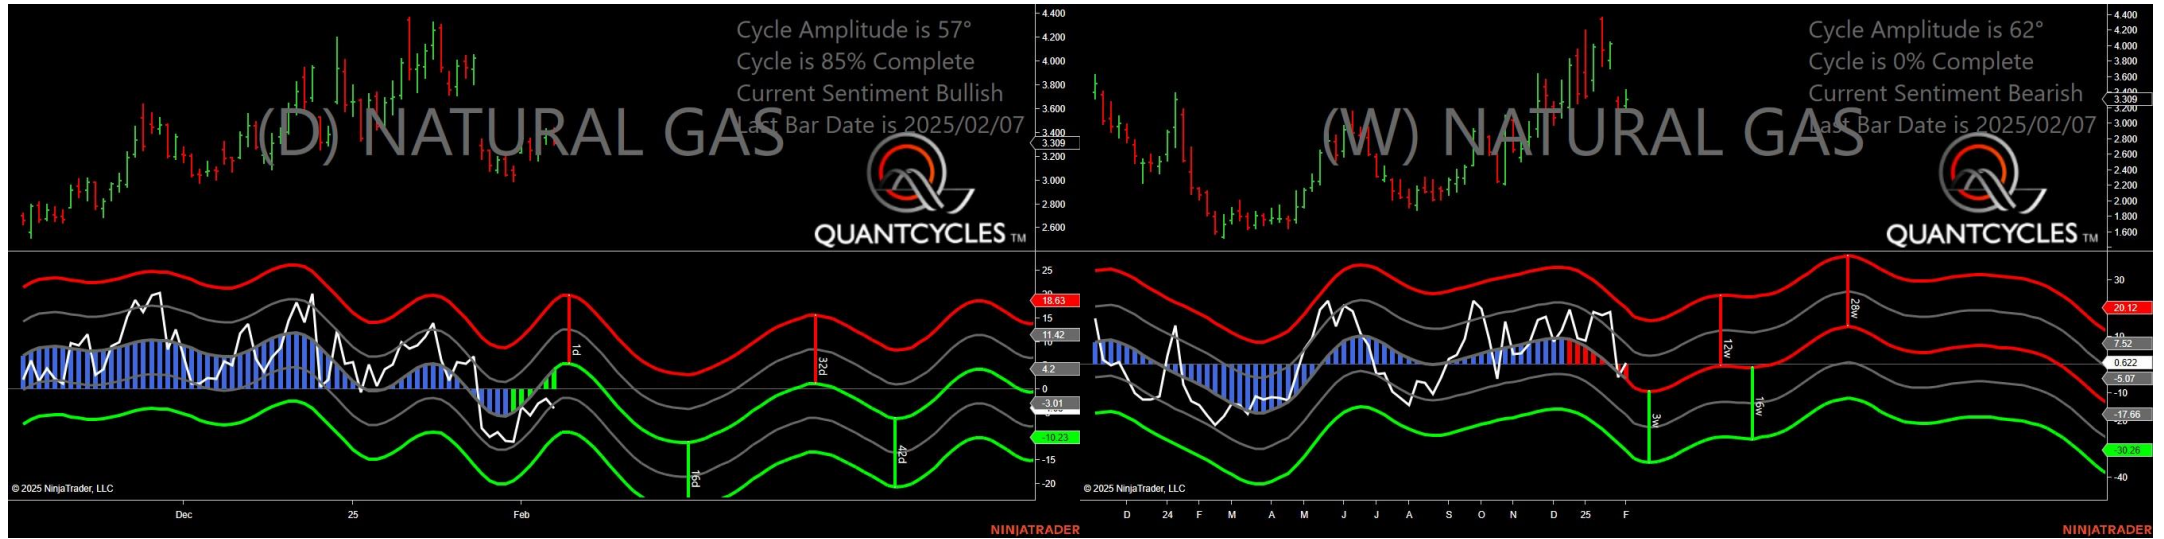 Cycle Amplitude is 57°
Cycle is 85% Complete
Current Sentiment Bullish
Last Bar Date is 2025/02/07
(D) NATURAL GAS
QUANTCYCLES TM
4.400
4.200
4.000
3.800
3.600
3.400
3.309
3.200
3.000
2.800
2.600
25
18.63
15
11.42
4.2
0
-3.01
-10.23
-15
-20
1d
16d
32d
42d
© 2025 NinjaTrader, LLC
Dec
25
Feb
NINJATRADER
Cycle Amplitude is 62°
Cycle is 0% Complete
Current Sentiment Bearish
Last Bar Date is 2025/02/07
(W) NATURAL GAS
QUANTCYCLES TM
4.400
4.200
4.000
3.800
3.600
3.400
3.309
3.200
3.000
2.800
2.600
2.400
2.200
2.000
1.800
1.600
30
20.12
10
7.52
0.622
-5.07
-10
-17.66
-20
-30.26
-40
3w
12w
16w
28w
© 2025 NinjaTrader, LLC
D 24 F M A M J J A S O N D 25 F
NINJATRADER